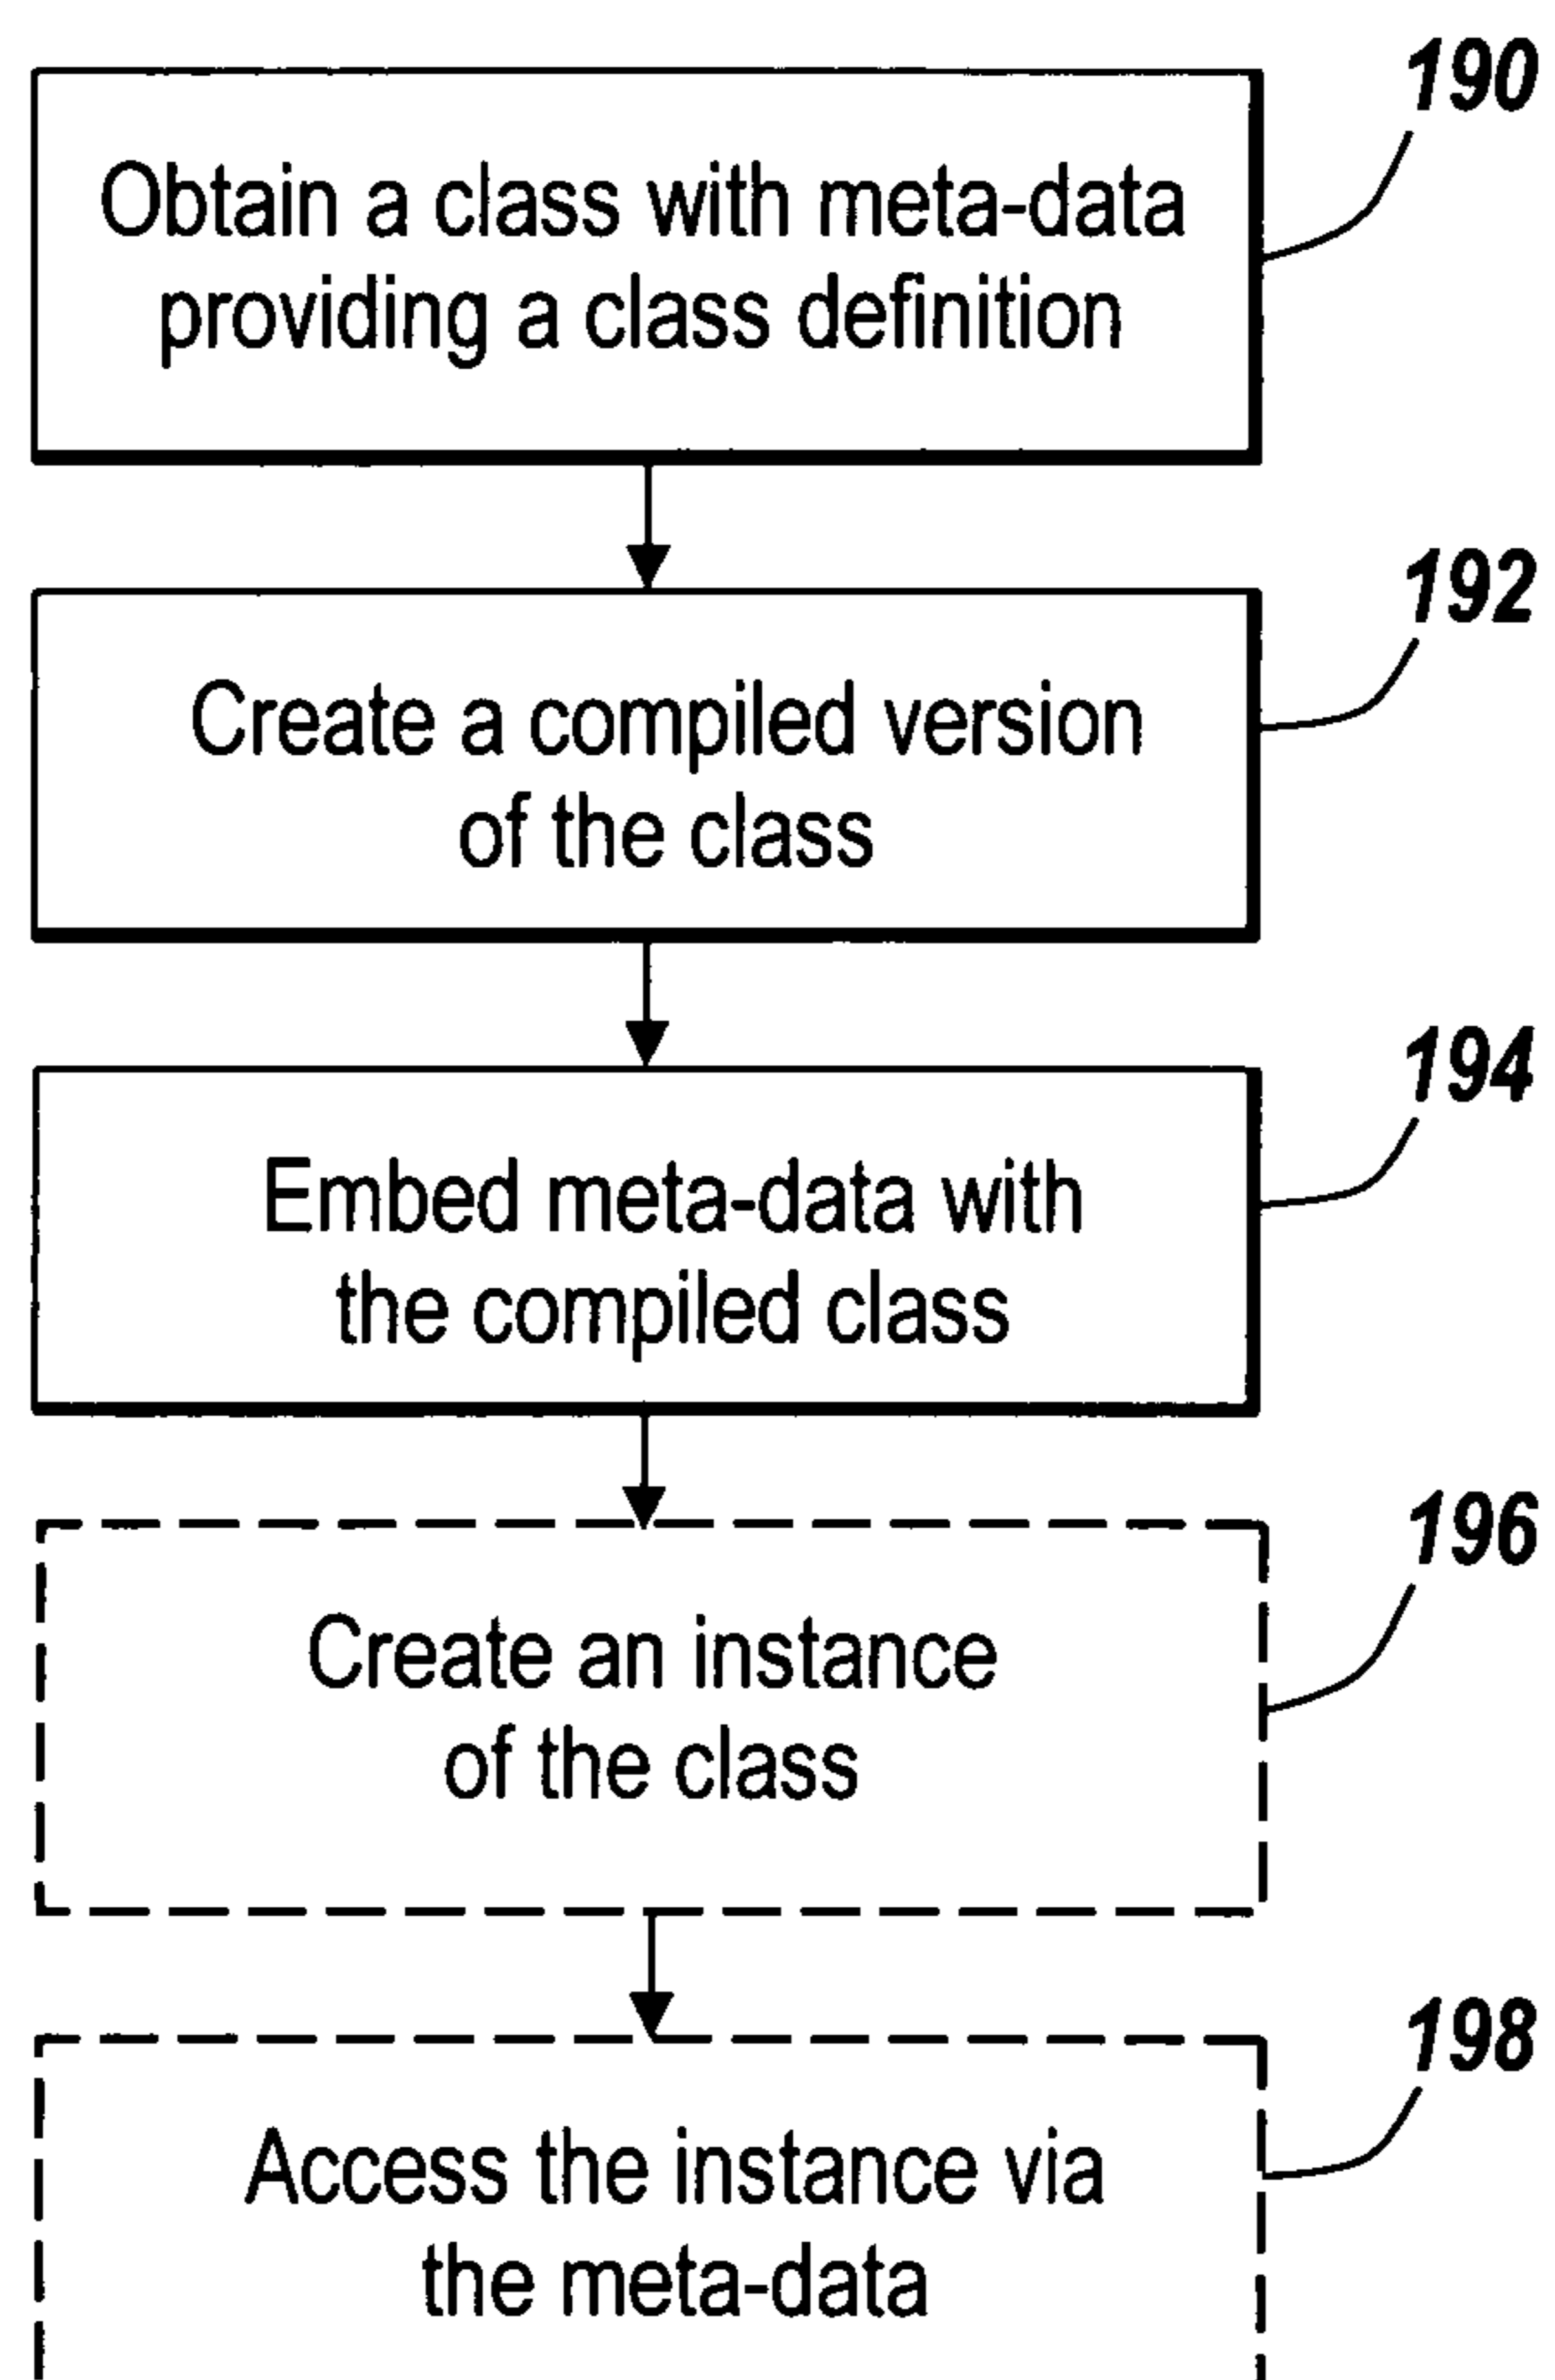 190
Obtain a class with meta-data
providing a class definition
192
Create a compiled version
of the class
194
Embed meta-data with
the compiled class
196
Create an instance
of the class
198
Access the instance via
the meta-data